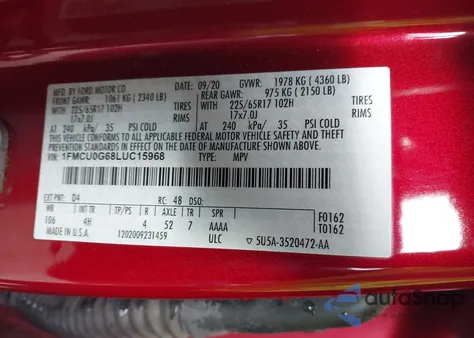 MFD. BY FORD MOTOR CO. 09/20 GVWR: 1978 KG (4360 LB)
FRONT GAWR: 1061 KG (2340 LB) REAR GAWR: 975 KG (2150 LB)
WITH 225/65R17 102H TIRES WITH 225/65R17 102H TIRES
17x7.0J RIMS 17x7.0J RIMS
AT 240 kPa/ 35 PSI COLD AT 240 kPa/ 35 PSI COLD
THIS VEHICLE CONFORMS TO ALL APPLICABLE FEDERAL MOTOR VEHICLE SAFETY
AND THEFT PREVENTION STANDARDS IN EFFECT ON THE DATE OF MANUFACTURE SHOWN ABOVE.
VIN: 1FMCU0G68LUC15968 TYPE: MPV
EXT PNT: D4 RC: 48 DSO:
WB INT TR R AXLE TR SPR F0162
106 4H 4 52 7 AAAA T0162
MADE IN U.S.A. 1202009231459 ULC 5U5A-3520472-AA
autoSnap